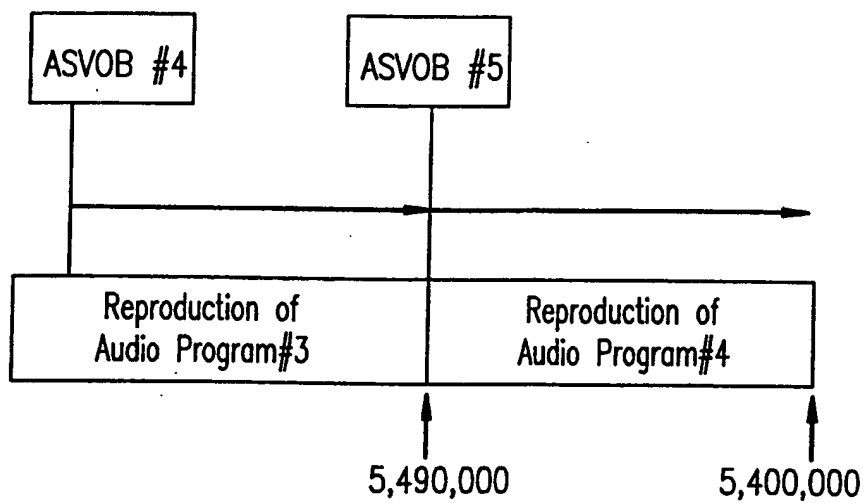 ASVOB #4
ASVOB #5
Reproduction of
Audio Program#3
Reproduction of
Audio Program#4
5,490,000
5,400,000